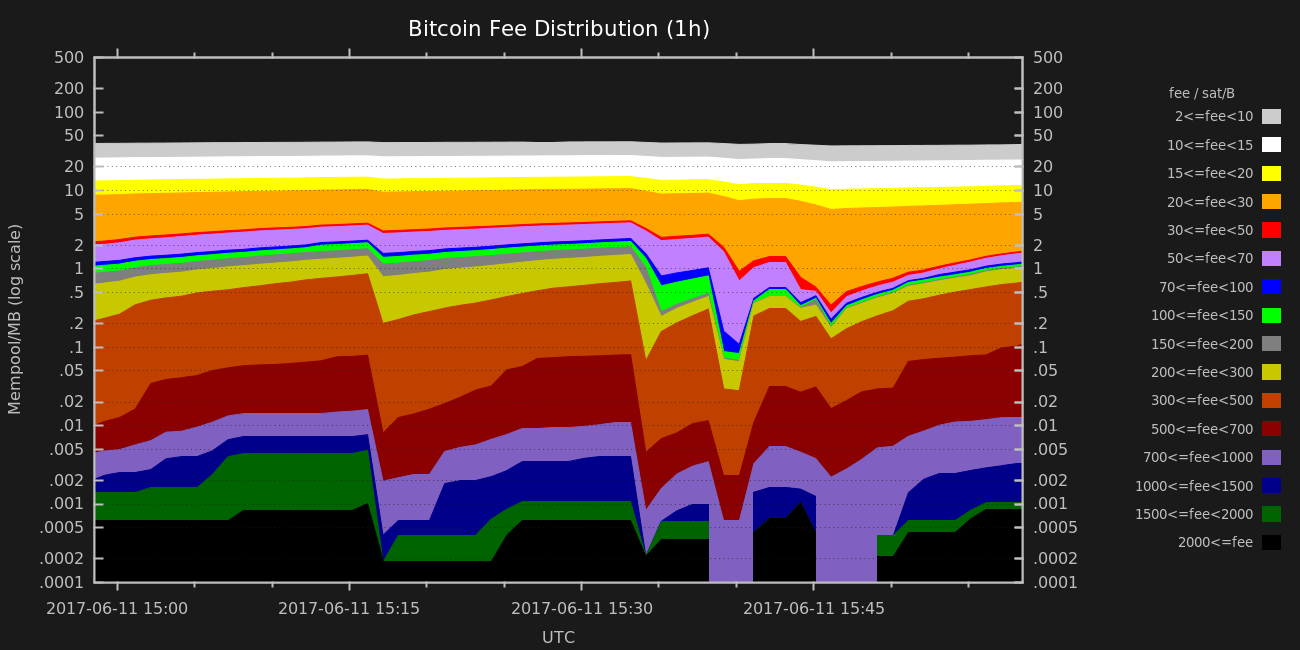 Bitcoin Fee Distribution (1h)
Mempool/MB (log scale)
500
200
100
50
20
10
5
2
1
.5
.2
.1
.05
.02
.01
.005
.002
.001
.0005
.0002
.0001
500
200
100
50
20
10
5
2
1
.5
.2
.1
.05
.02
.01
.005
.002
.001
.0005
.0002
.0001
2017-06-11 15:00
2017-06-11 15:15
2017-06-11 15:30
2017-06-11 15:45
UTC
fee / sat/B
2<=fee<10
10<=fee<15
15<=fee<20
20<=fee<30
30<=fee<50
50<=fee<70
70<=fee<100
100<=fee<150
150<=fee<200
200<=fee<300
300<=fee<500
500<=fee<700
700<=fee<1000
1000<=fee<1500
1500<=fee<2000
2000<=fee